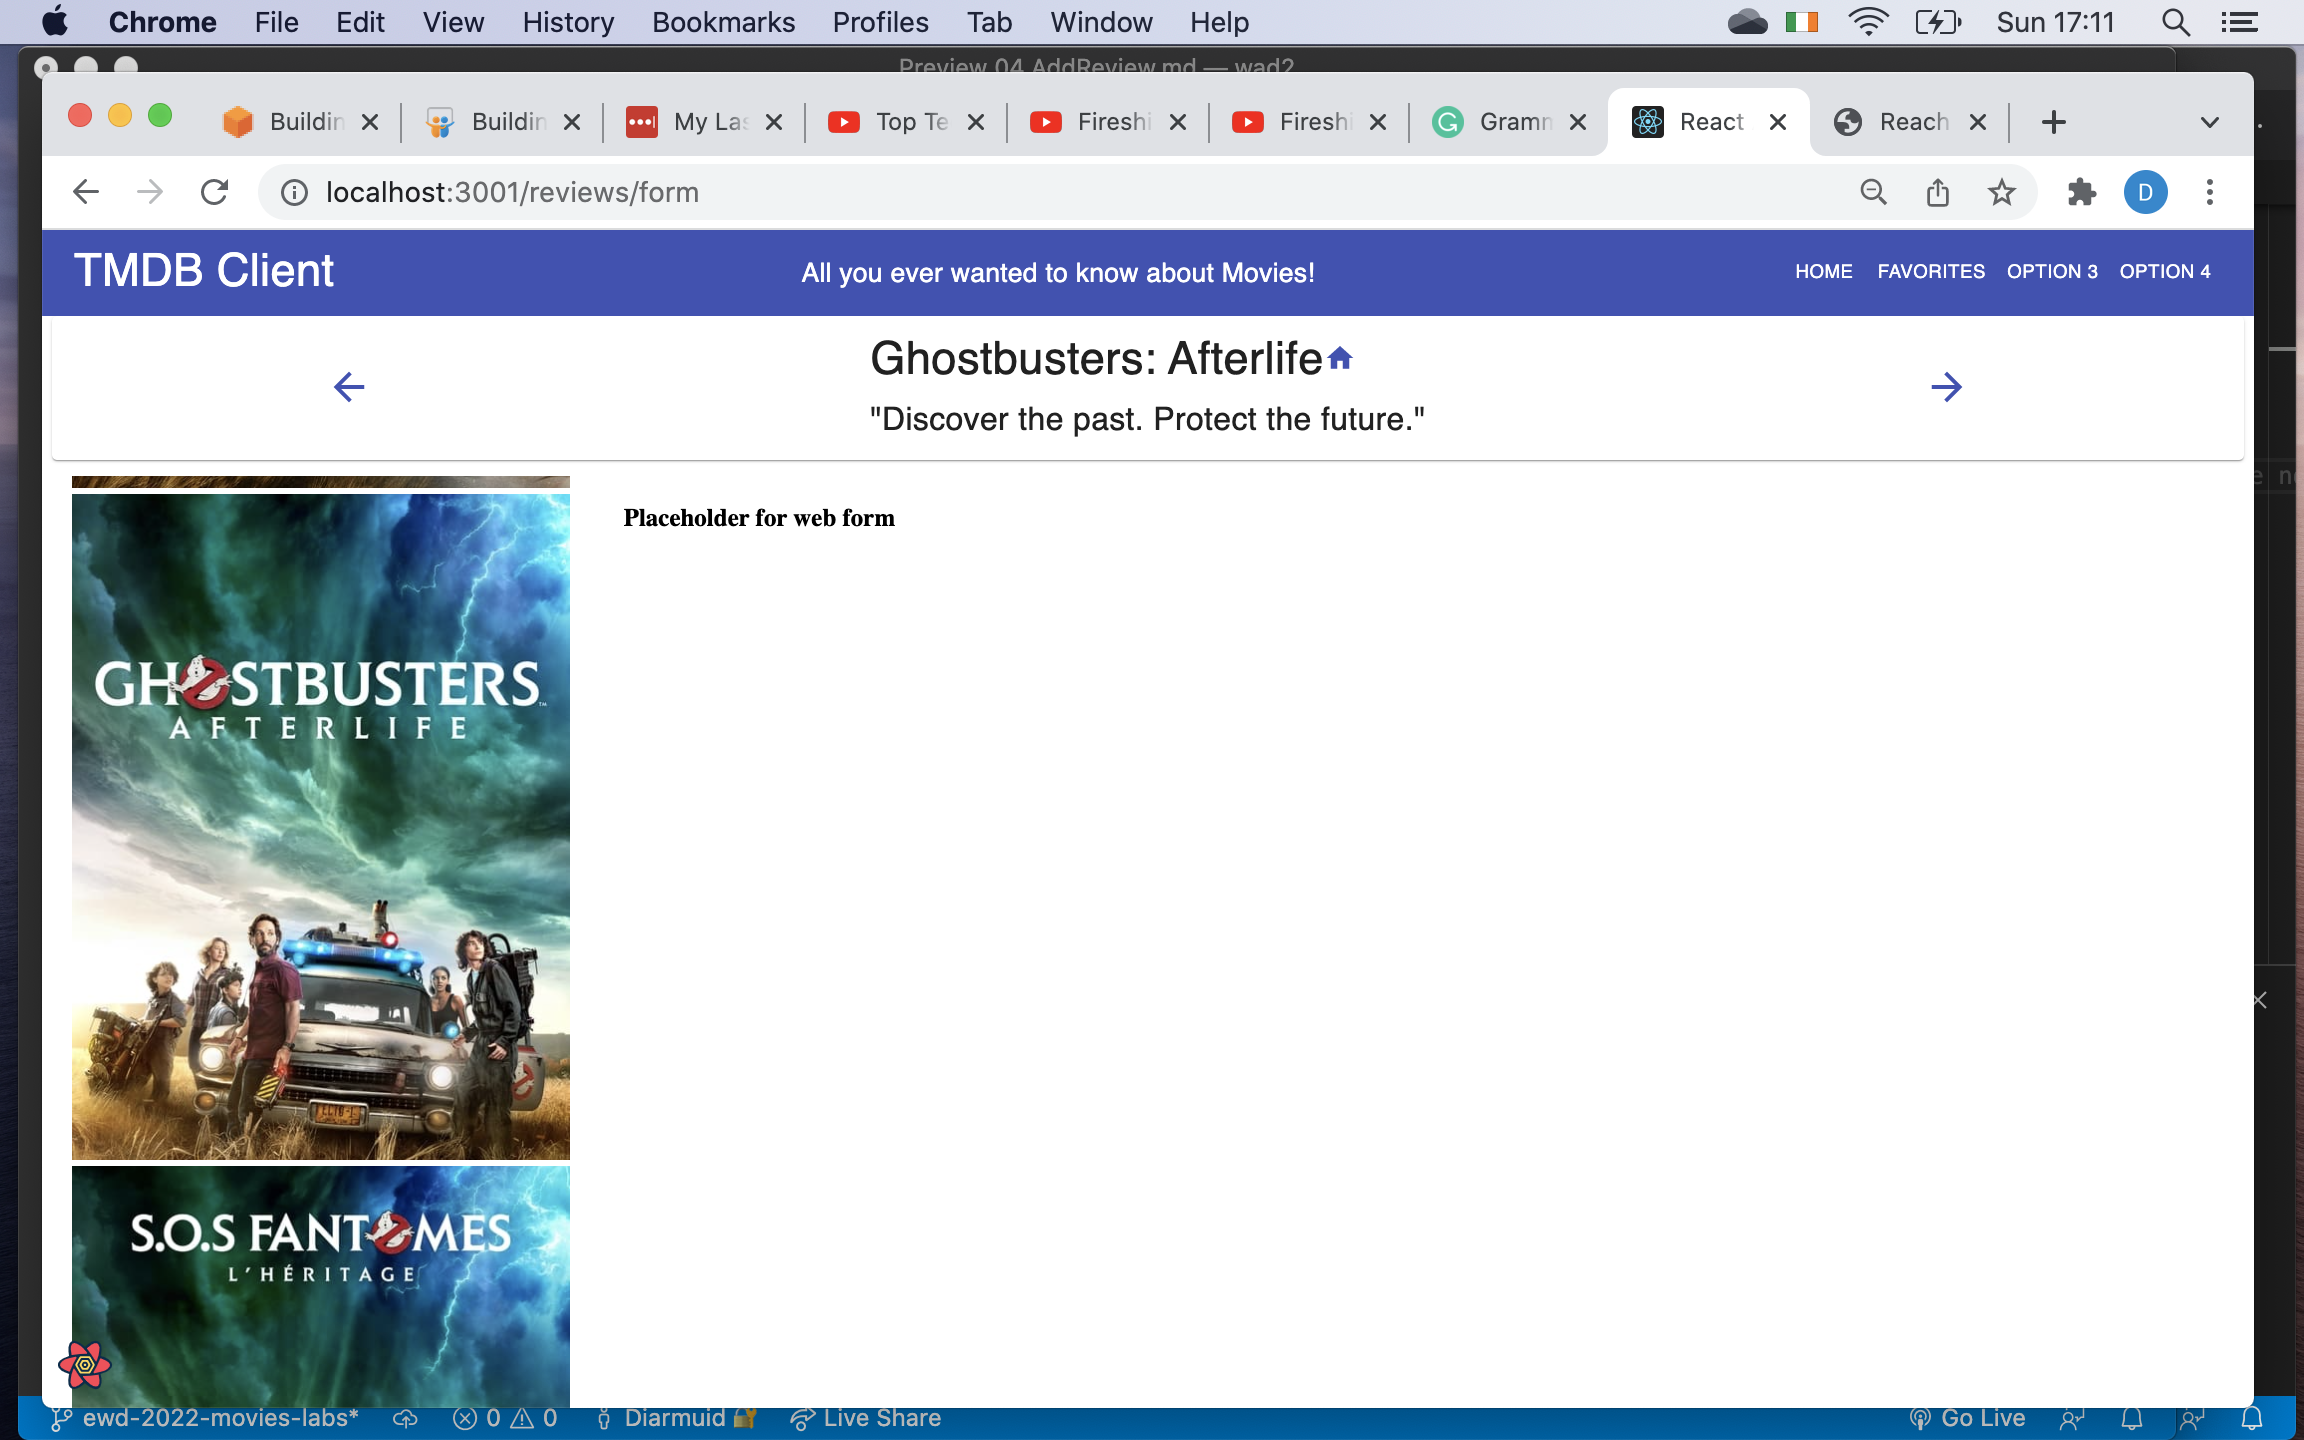 Chrome File Edit View History Bookmarks Profiles Tab Window Help Sun 17:11
Preview 04 AddReview.md — wad2
Buildin Buildin My Las Top Te Fireshi Fireshi Gramm React Reach
localhost:3001/reviews/form D
TMDB Client All you ever wanted to know about Movies! HOME FAVORITES OPTION 3 OPTION 4
Ghostbusters: Afterlife
"Discover the past. Protect the future."
Placeholder for web form
GHOSTBUSTERS
AFTERLIFE
S.O.S FANTOMES
L'HÉRITAGE
ewd-2022-movies-labs* 0 0 Diarmuid Live Share Go Live